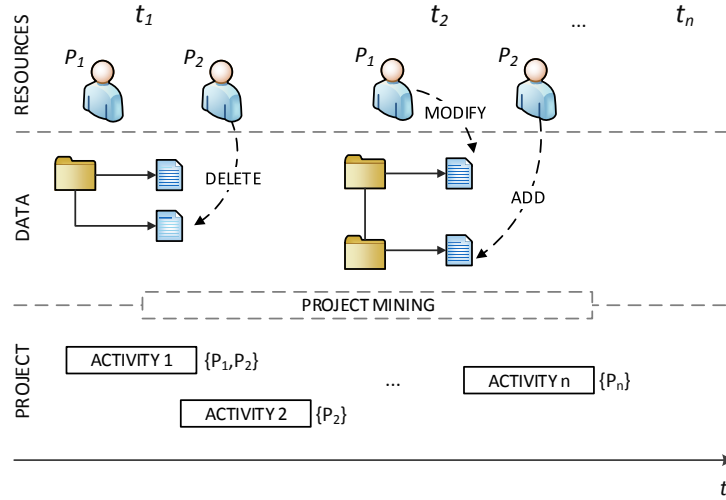 RESOURCES
t1
t2
...
tn
P1
P2
P1
P2
MODIFY
DATA
DELETE
ADD
PROJECT MINING
PROJECT
ACTIVITY 1 {P1,P2}
... ACTIVITY n {Pn}
ACTIVITY 2 {P2}
t